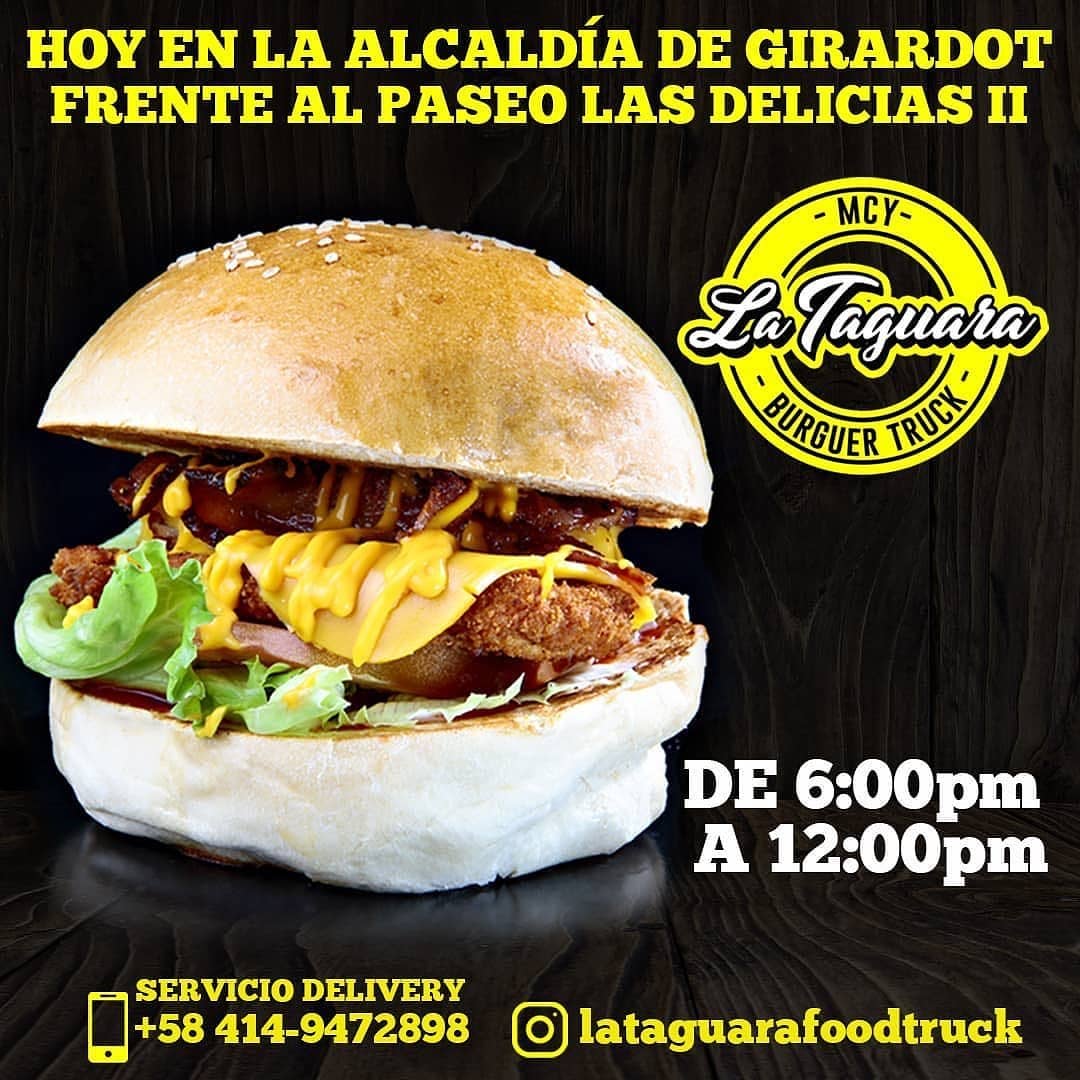 HOY EN LA ALCALDÍA DE GIRARDOT
FRENTE AL PASEO LAS DELICIAS II
- MCY-
La Taguara
- BURGUER TRUCK -
DE 6:00pm
A 12:00pm
SERVICIO DELIVERY
+58 414-9472898
lataguarafoodtruck